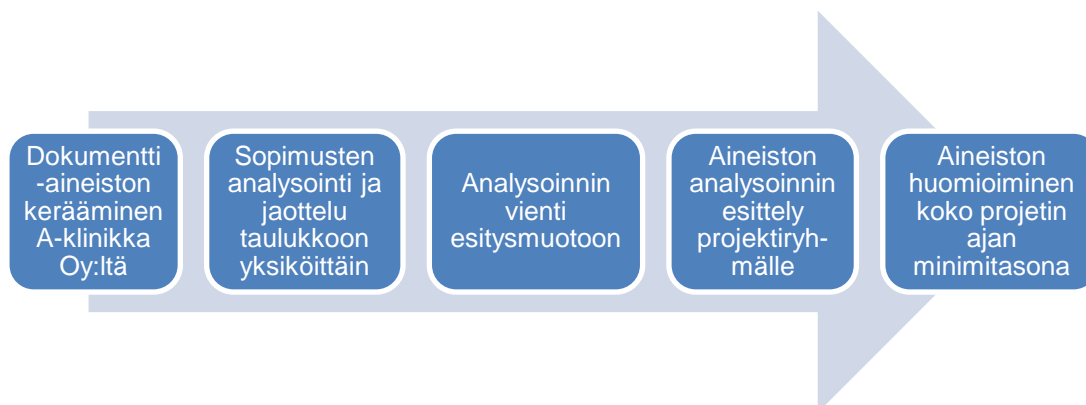 Dokumentti
-aineiston
kerääminen
A-klinikka
Oy:ltä
Sopimusten
analysointi ja
jaottelu
taulukkoon
yksiköittäin
Analysoinnin
vienti
esitysmuotoon
Aineiston
analysoinnin
esittely
projektiryh-
mälle
Aineiston
huomioiminen
koko projetin
ajan
minimitasona